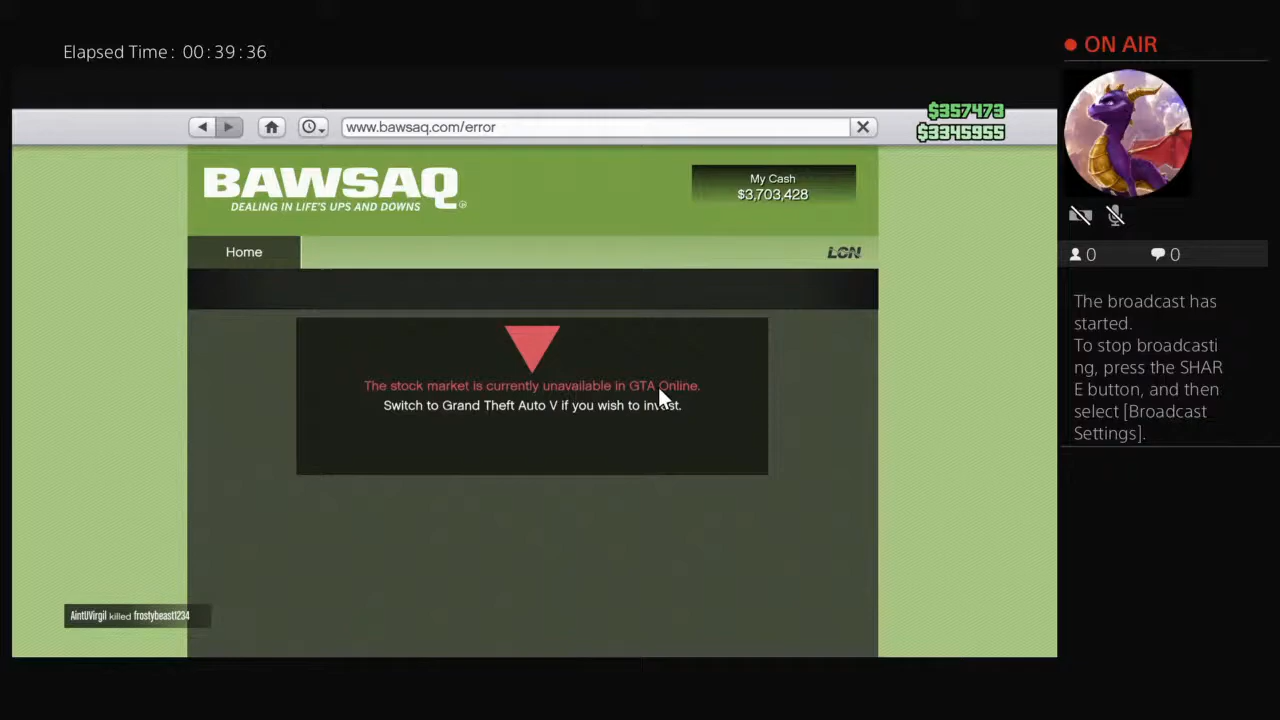 Elapsed Time: 00:39:36
ON AIR
www.bawsaq.com/error
$357473
$3345955
BAWSAQ
DEALING IN LIFE'S UPS AND DOWNS
My Cash
$3,703,428
Home
LCN
0
0
The stock market is currently unavailable in GTA Online.
Switch to Grand Theft Auto V if you wish to invest.
The broadcast has
started.
To stop broadcasti
ng, press the SHAR
E button, and then
select [Broadcast
Settings].
AintUVirgil killed frostybeast1234